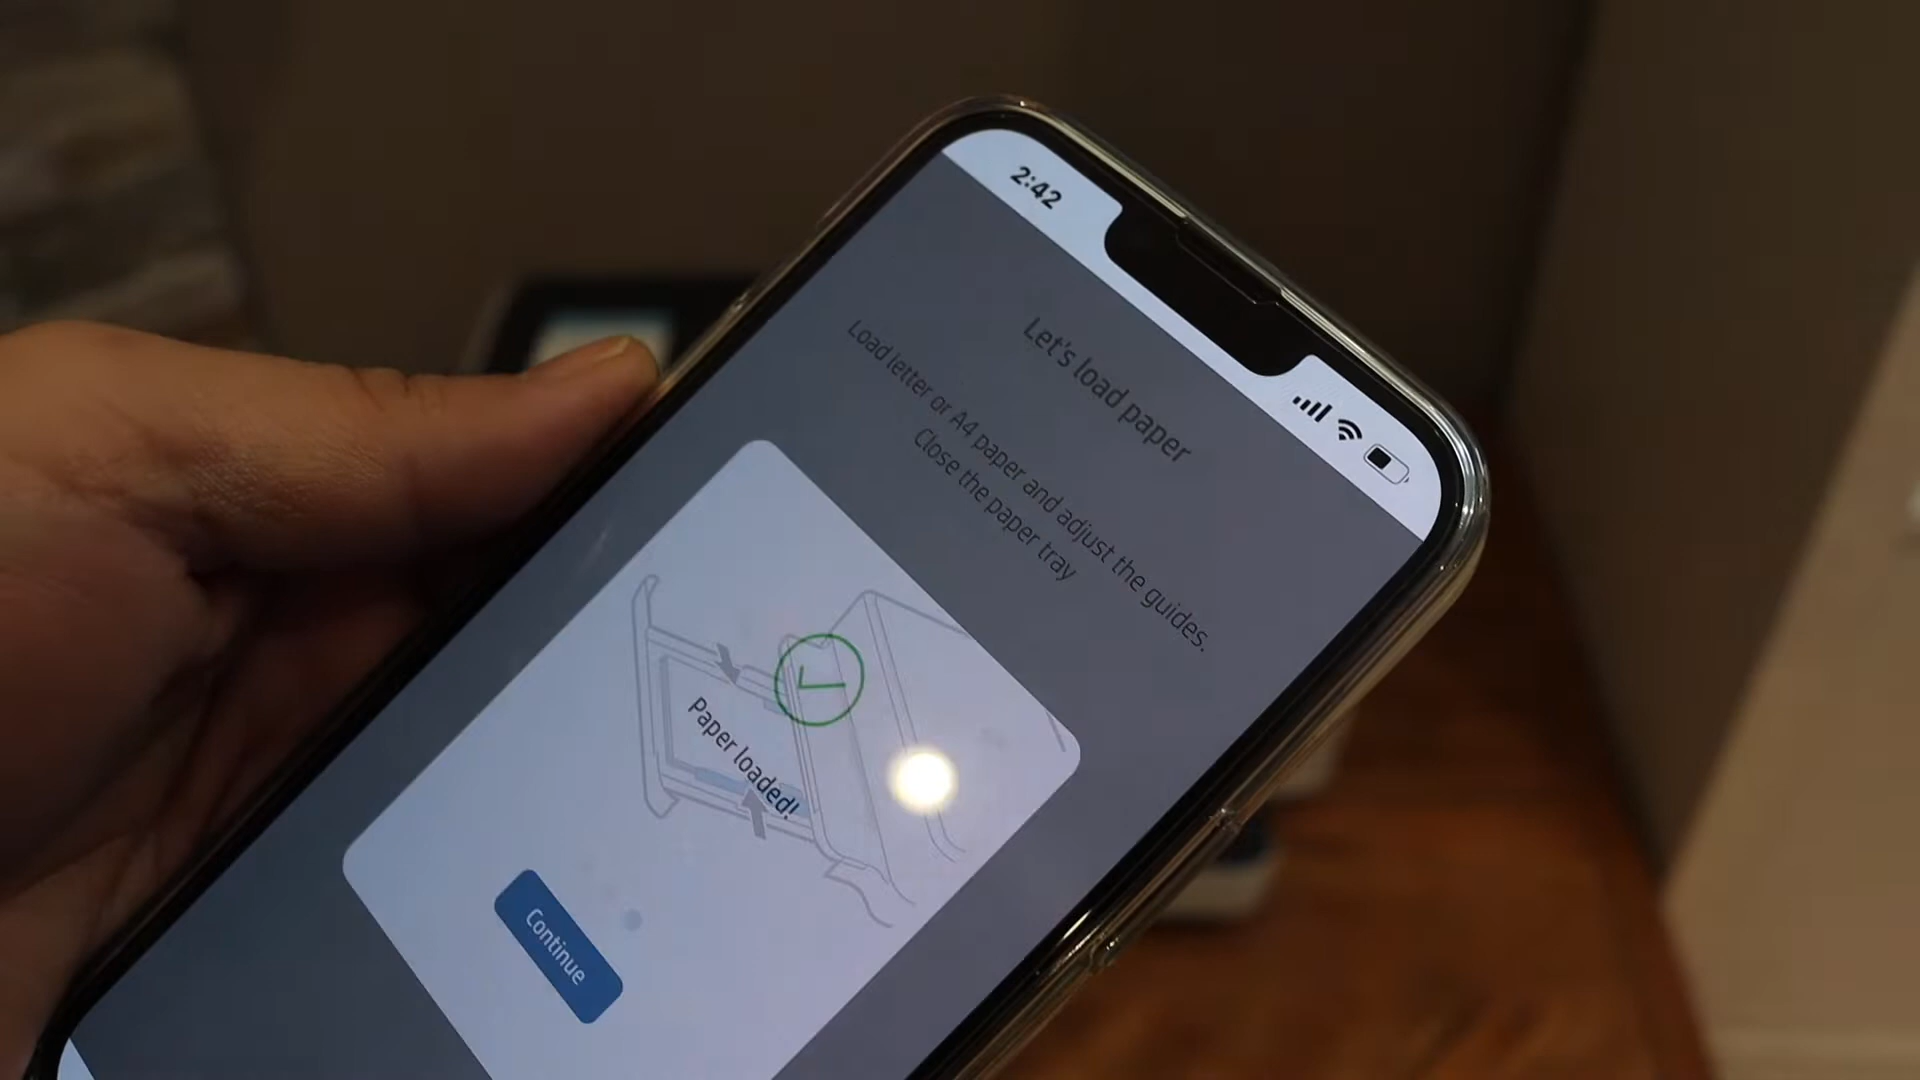 2:42
Let's load paper
Load letter or A4 paper and adjust the guides.
Close the paper tray
Paper loaded!
Continue